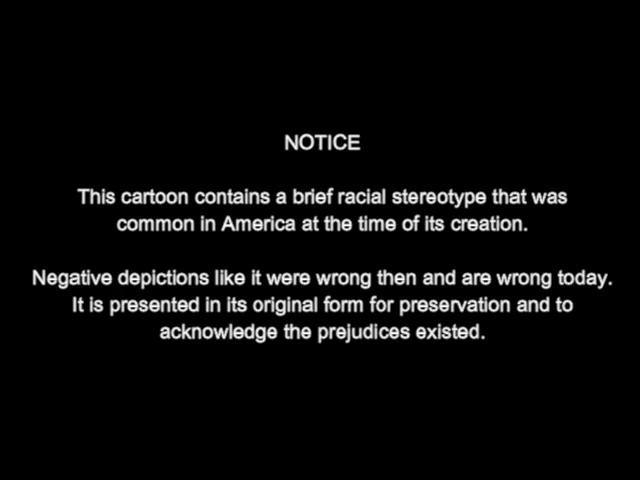 NOTICE
This cartoon contains a brief racial stereotype that was
common in America at the time of its creation.
Negative depictions like it were wrong then and are wrong today.
It is presented in its original form for preservation and to
acknowledge the prejudices existed.